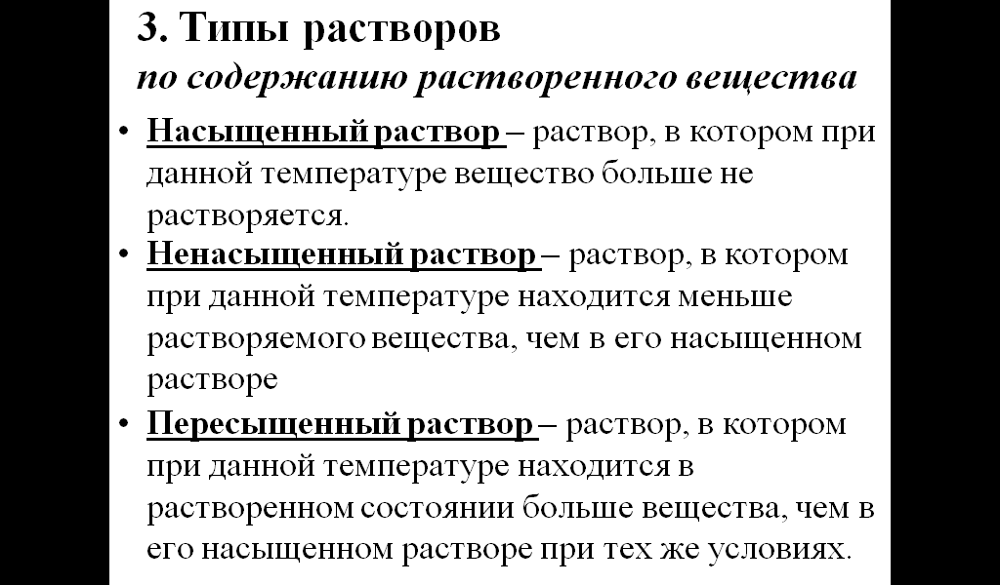 3. Типы растворов
по содержанию растворенного вещества
• Насыщенный раствор – раствор, в котором при
данной температуре вещество больше не
растворяется.
• Ненасыщенный раствор – раствор, в котором
при данной температуре находится меньше
растворяемого вещества, чем в его насыщенном
растворе
• Пересыщенный раствор – раствор, в котором
при данной температуре находится в
растворенном состоянии больше вещества, чем в
его насыщенном растворе при тех же условиях.